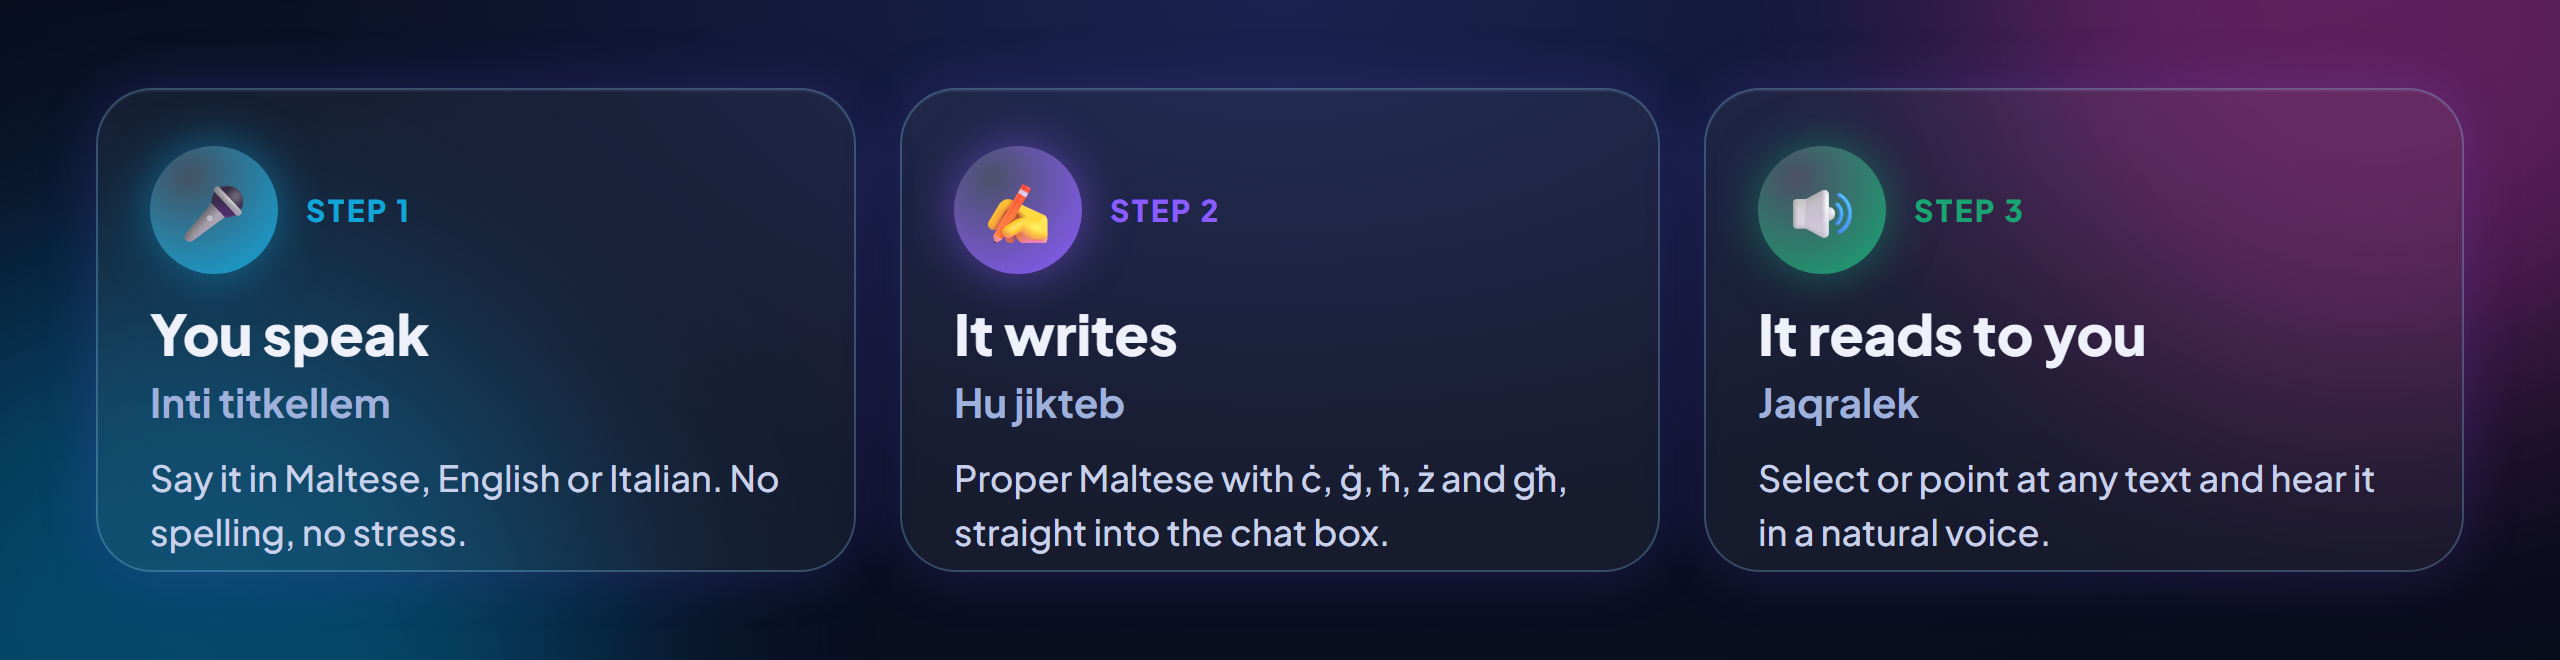 STEP 1
You speak
Inti titkellem
Say it in Maltese, English or Italian. No
spelling, no stress.
STEP 2
It writes
Hu jikteb
Proper Maltese with ċ, ġ, ħ, ż and għ,
straight into the chat box.
STEP 3
It reads to you
Jaqralek
Select or point at any text and hear it
in a natural voice.